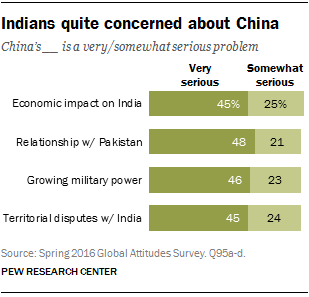 Indians quite concerned about China
China's__ is a very/somewhat serious problem
Very serious
Somewhat serious
Economic impact on India 45% 25%
Relationship w/ Pakistan 48 21
Growing military power 46 23
Territorial disputes w/ India 45 24
Source: Spring 2016 Global Attitudes Survey. Q95a-d.
PEW RESEARCH CENTER